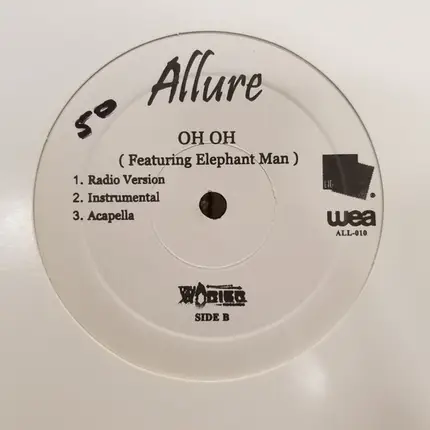 Allure
50
OH OH
( Featuring Elephant Man )
1. Radio Version
2. Instrumental
3. Acapella
wea
ALL-010
SIDE B